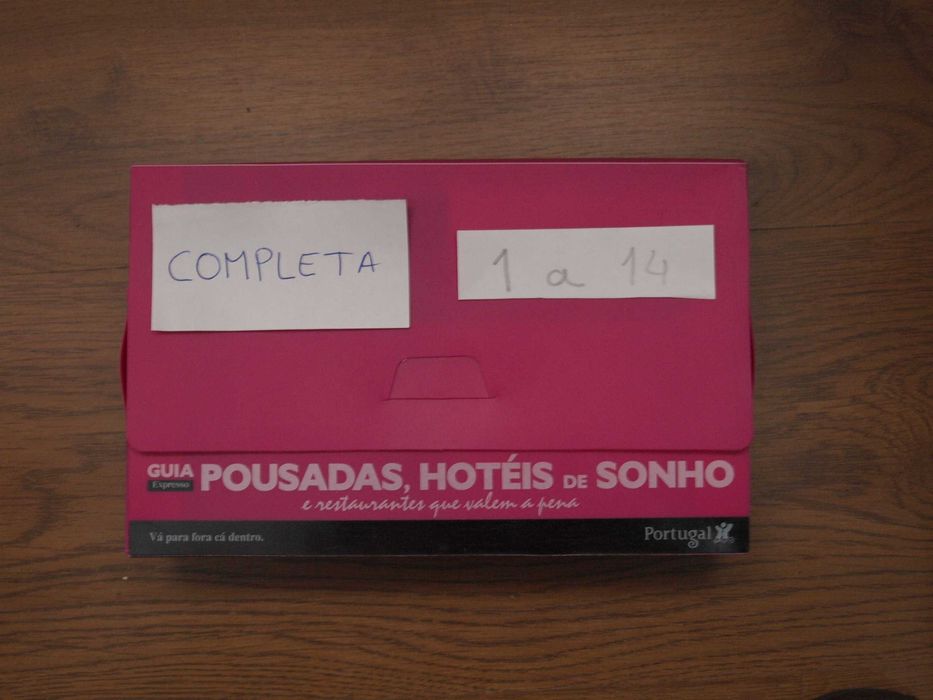 COMPLETA
1 a 14
GUIA
Expresso
POUSADAS, HOTÉIS DE SONHO
e restaurantes que valem a pena
Vá para fora cá dentro.
Portugal